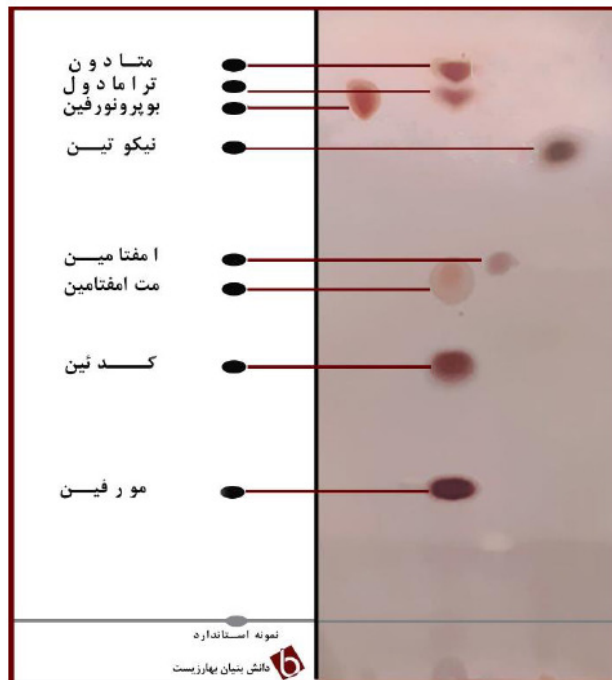 متادون
ترامادول
بوپرونورفین
نیکوتین
امفتامین
مت امفتامین
کدئین
مورفین
نمونه استاندارد
دانش بنیان بهارزیست